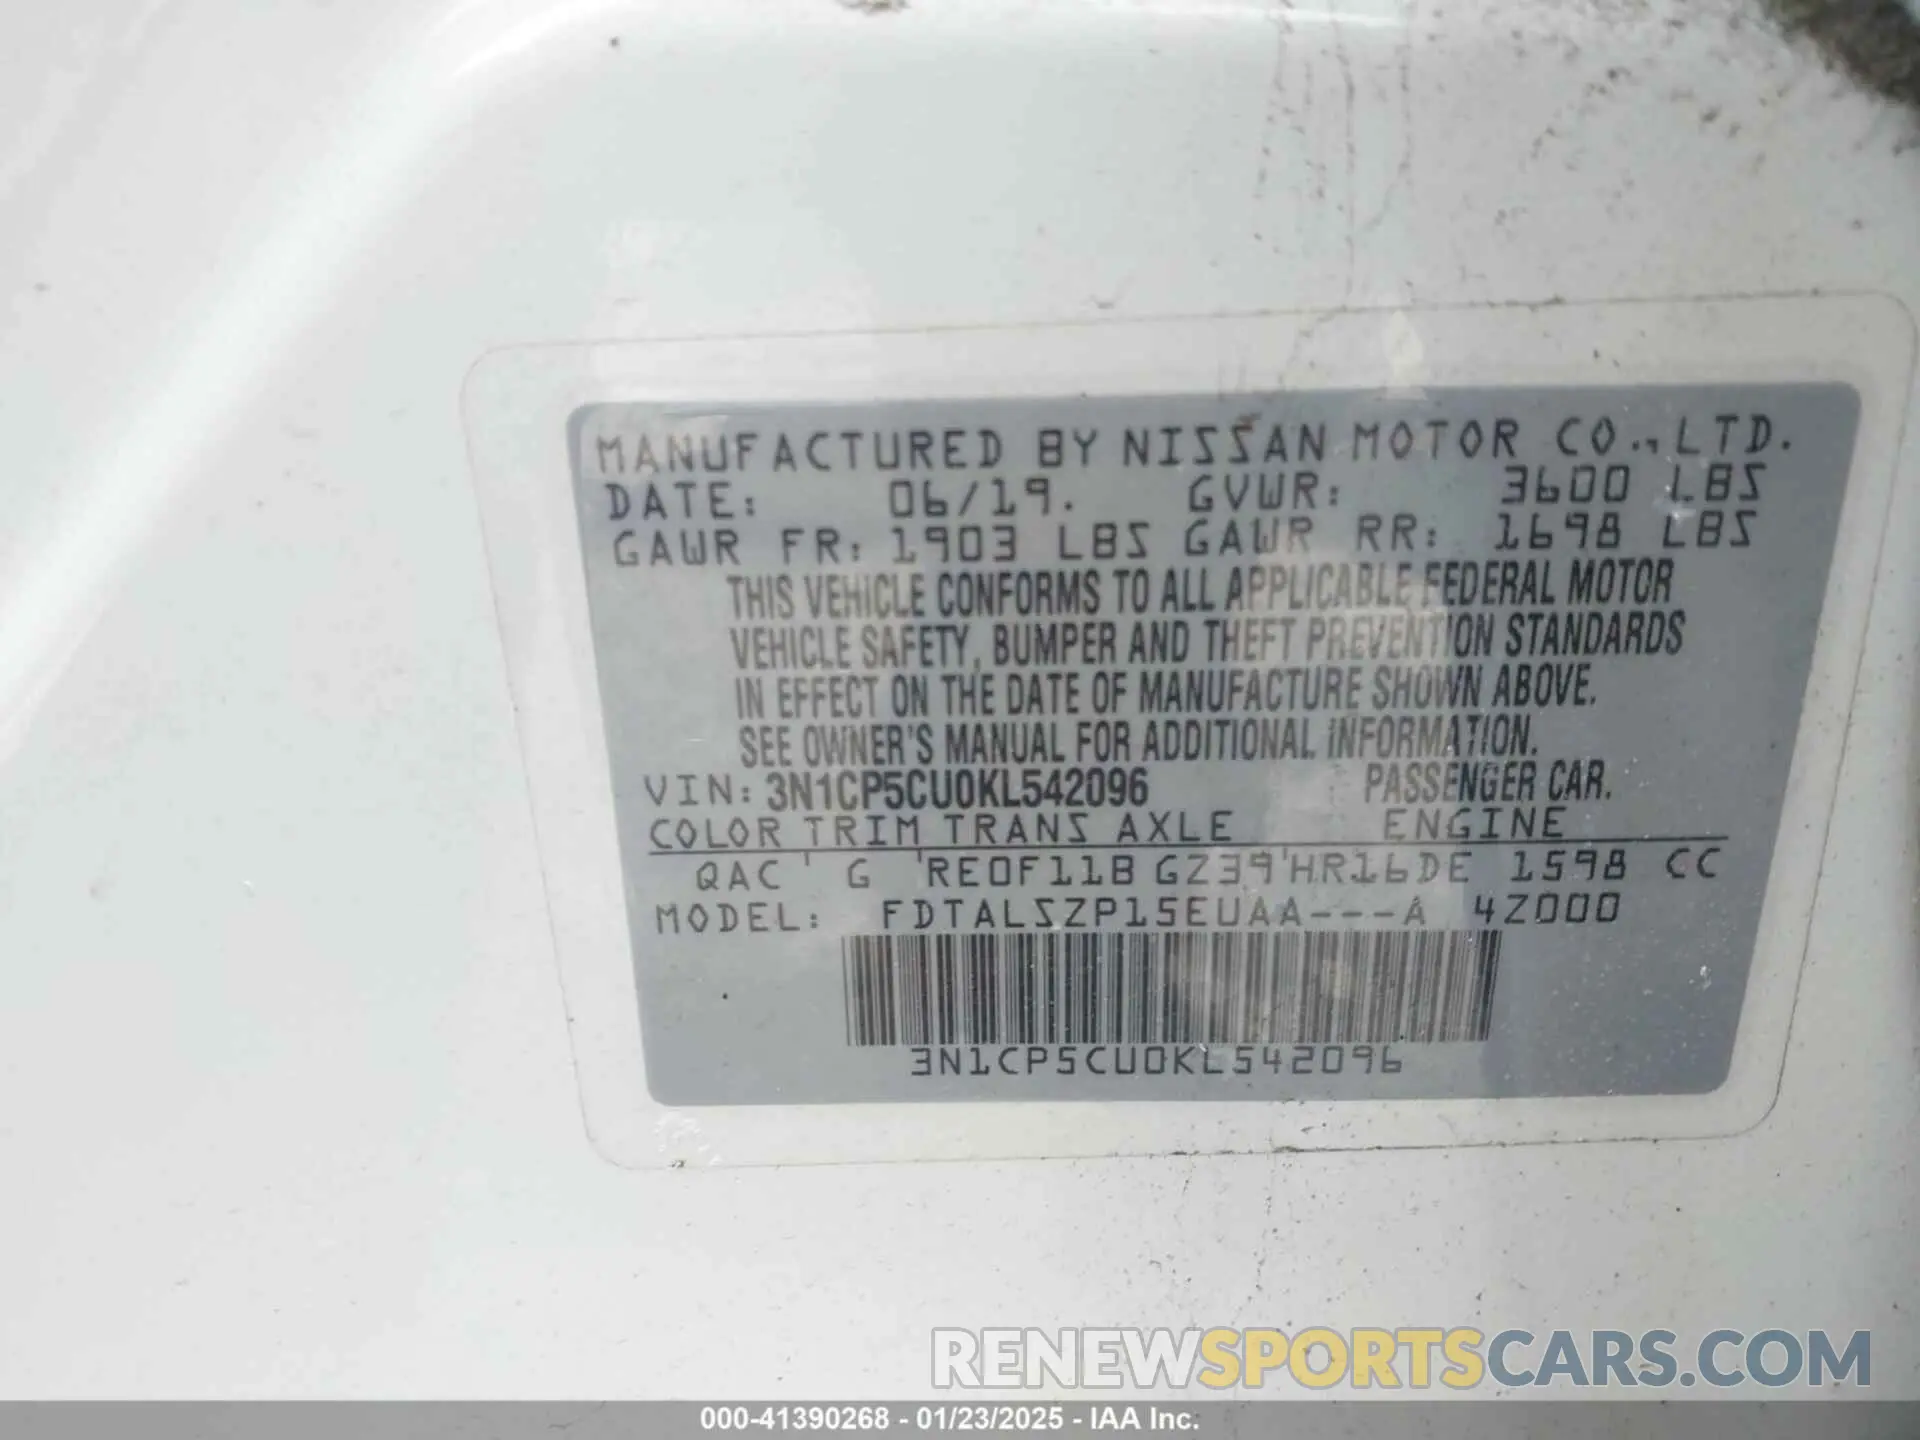 MANUFACTURED BY NISSAN MOTOR CO., LTD.
DATE: 06/19. GVWR: 3600 LBS
GAWR FR: 1903 LBS GAWR RR: 1698 LBS
THIS VEHICLE CONFORMS TO ALL APPLICABLE FEDERAL MOTOR
VEHICLE SAFETY, BUMPER AND THEFT PREVENTION STANDARDS
IN EFFECT ON THE DATE OF MANUFACTURE SHOWN ABOVE.
SEE OWNER'S MANUAL FOR ADDITIONAL INFORMATION.
VIN: 3N1CP5CU0KL542096 PASSENGER CAR.
COLOR TRIM TRANS AXLE ENGINE
QAC ' G 'RE0F11B GZ39'HR16DE 1598 CC
MODEL: FDTALSZP15EUAA---A 4Z000
3N1CP5CU0KL542096
RENEWSPORTSCARS.COM
000-41390268 - 01/23/2025 - IAA Inc.